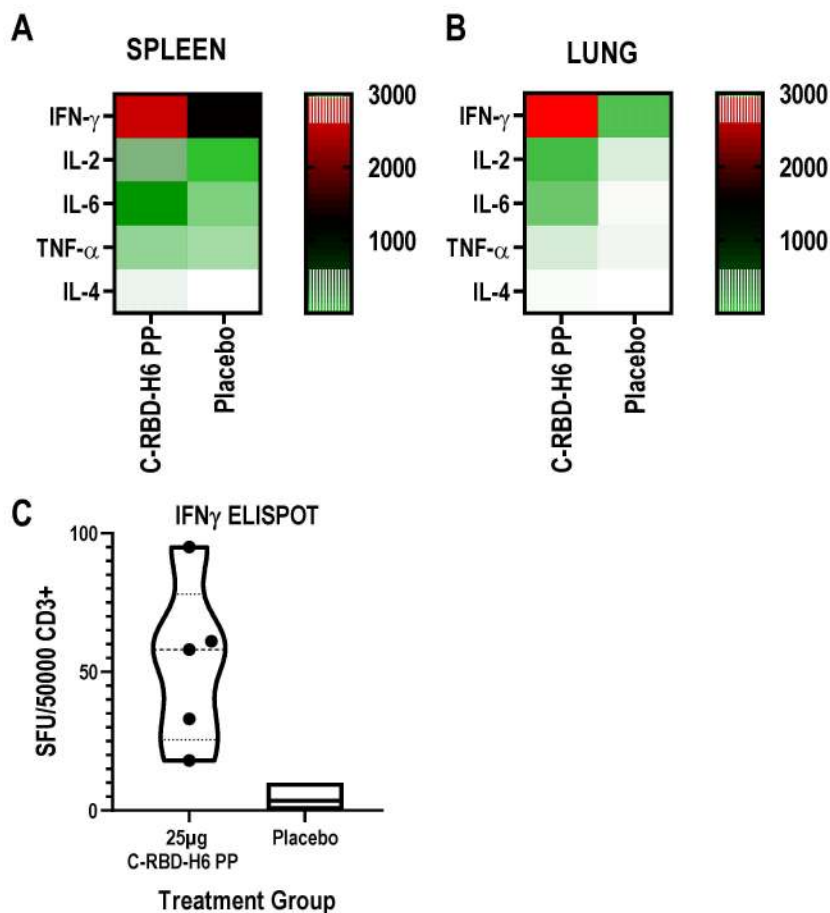 A
SPLEEN
IFN-γ
IL-2
IL-6
TNF-α
IL-4
C-RBD-H6 PP
Placebo
3000
2000
1000
B
LUNG
IFN-γ
IL-2
IL-6
TNF-α
IL-4
C-RBD-H6 PP
Placebo
3000
2000
1000
C
IFNγ ELISPOT
SFU/50000 CD3+
100
50
0
25µg
C-RBD-H6 PP
Placebo
Treatment Group